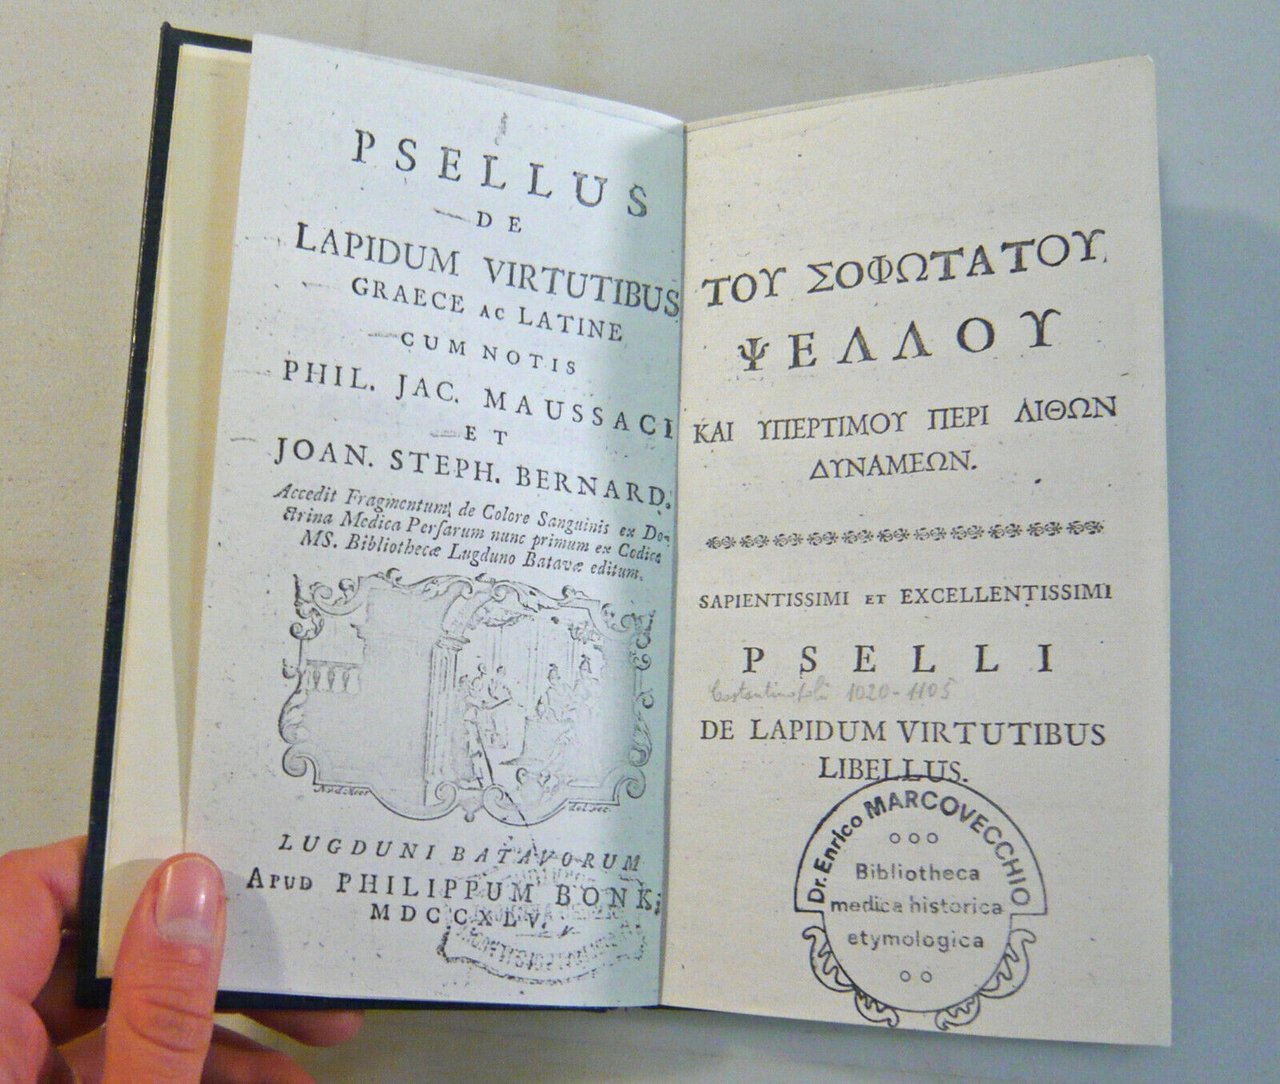 PSELLUS
DE
LAPIDUM VIRTUTIBUS
GRAECE AC LATINE
CUM NOTIS
PHIL. JAC. MAUSSACI
ET
JOAN. STEPH. BERNARD.
Accedit Fragmentum, de Colore Sanguinis ex Do-
ctrina Medica Persarum nunc primum ex Codice
MS. Bibliothecæ Lugduno Batavæ editum.
del. fec.
LUGDUNI BATAVORUM
APUD PHILIPPUM BONK;
MDCCXLV.
ΤΟΥ ΣΟΦΩΤΑΤΟΥ
ΨΕΛΛΟΥ
ΚΑΙ ΥΠΕΡΤΙΜΟΥ ΠΕΡΙ ΛΙΘΩΝ
ΔΥΝΑΜΕΩΝ.
SAPIENTISSIMI ET EXCELLENTISSIMI
PSELLI
Costantinopoli 1020-1105
DE LAPIDUM VIRTUTIBUS
LIBELLUS.
Dr. Enrico MARCOVECCHIO
Bibliotheca
medica historica
etymologica